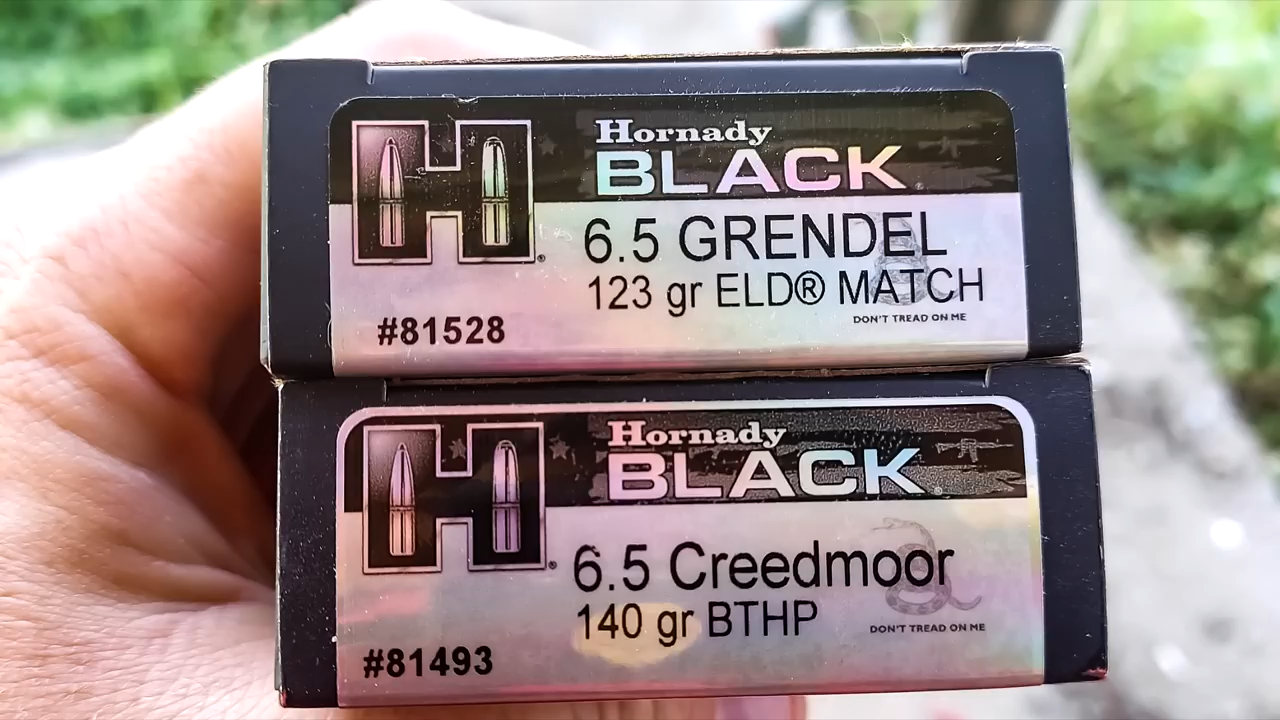 Hornady
BLACK
6.5 GRENDEL
123 gr ELD® MATCH
DON'T TREAD ON ME
#81528
Hornady
BLACK®
6.5 Creedmoor
140 gr BTHP
DON'T TREAD ON ME
#81493